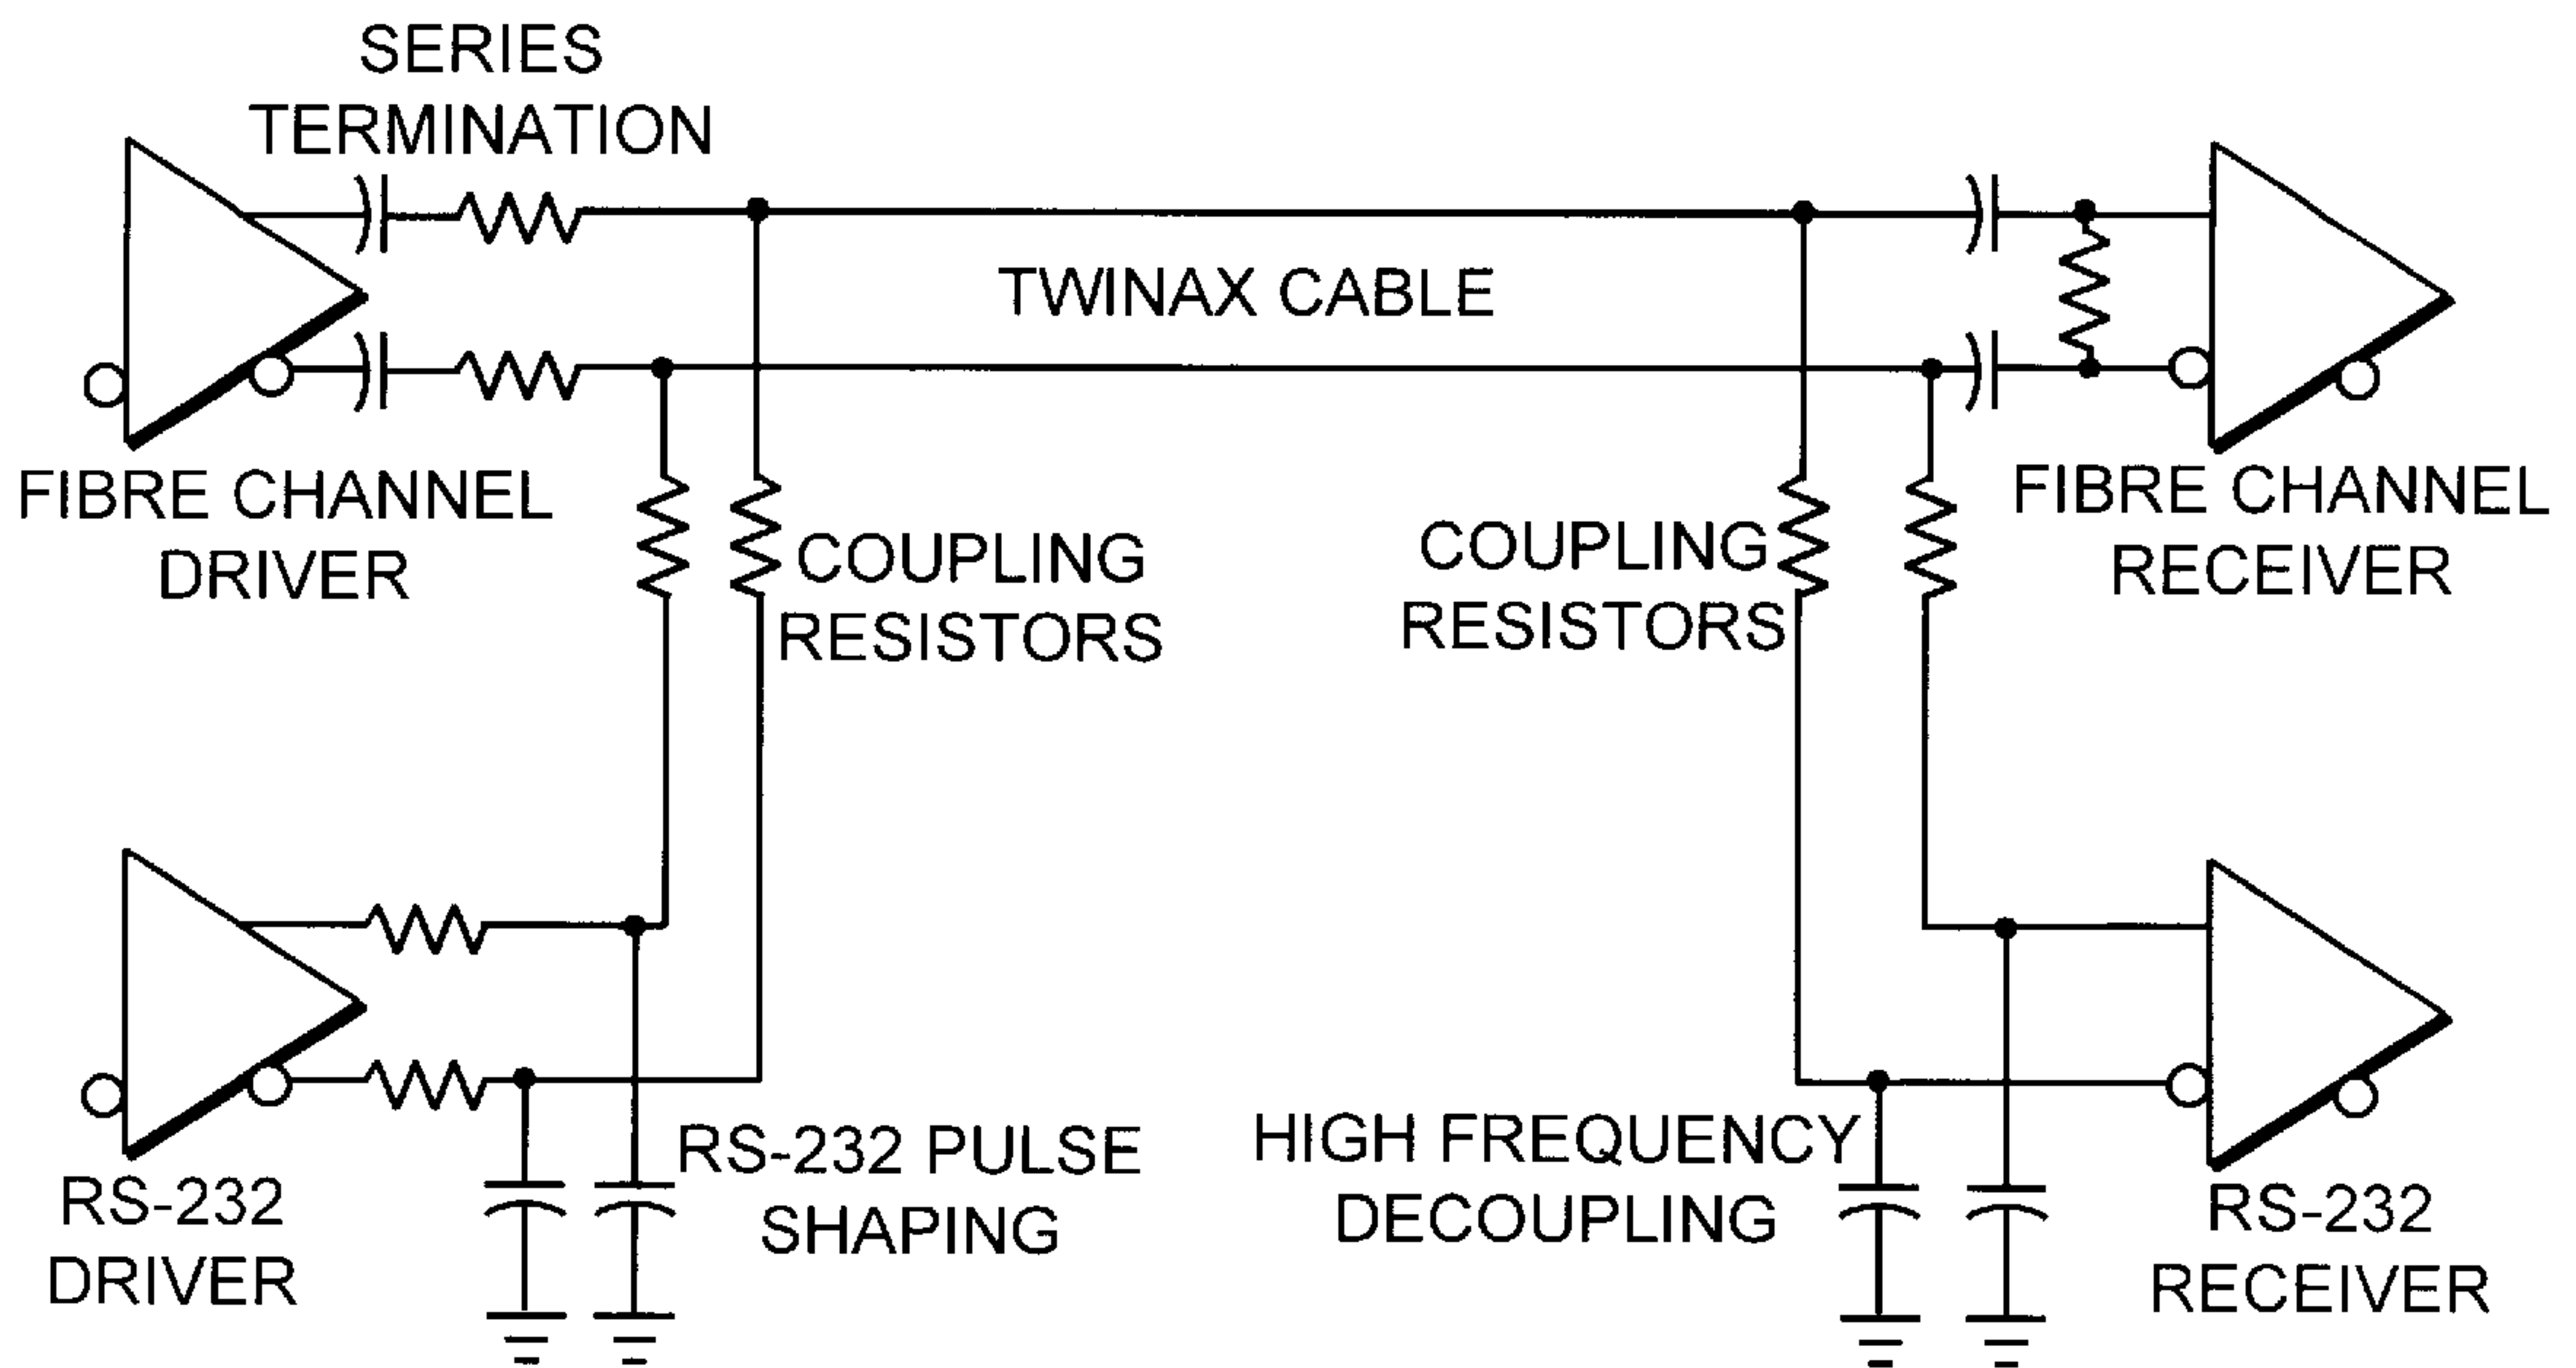 SERIES
TERMINATION
TWINAX CABLE
FIBRE CHANNEL
DRIVER
COUPLING
RESISTORS
COUPLING
RESISTORS
FIBRE CHANNEL
RECEIVER
RS-232
DRIVER
RS-232 PULSE
SHAPING
HIGH FREQUENCY
DECOUPLING
RS-232
RECEIVER